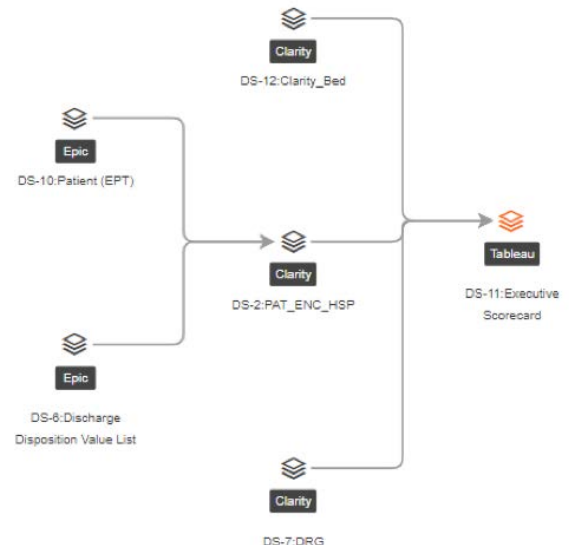 Clarity
DS-12:Clarity_Bed
Epic
DS-10:Patient (EPT)
Clarity
DS-2:PAT_ENC_HSP
Tableau
DS-11:Executive
Scorecard
Epic
DS-6:Discharge
Disposition Value List
Clarity
DS-7:DRG